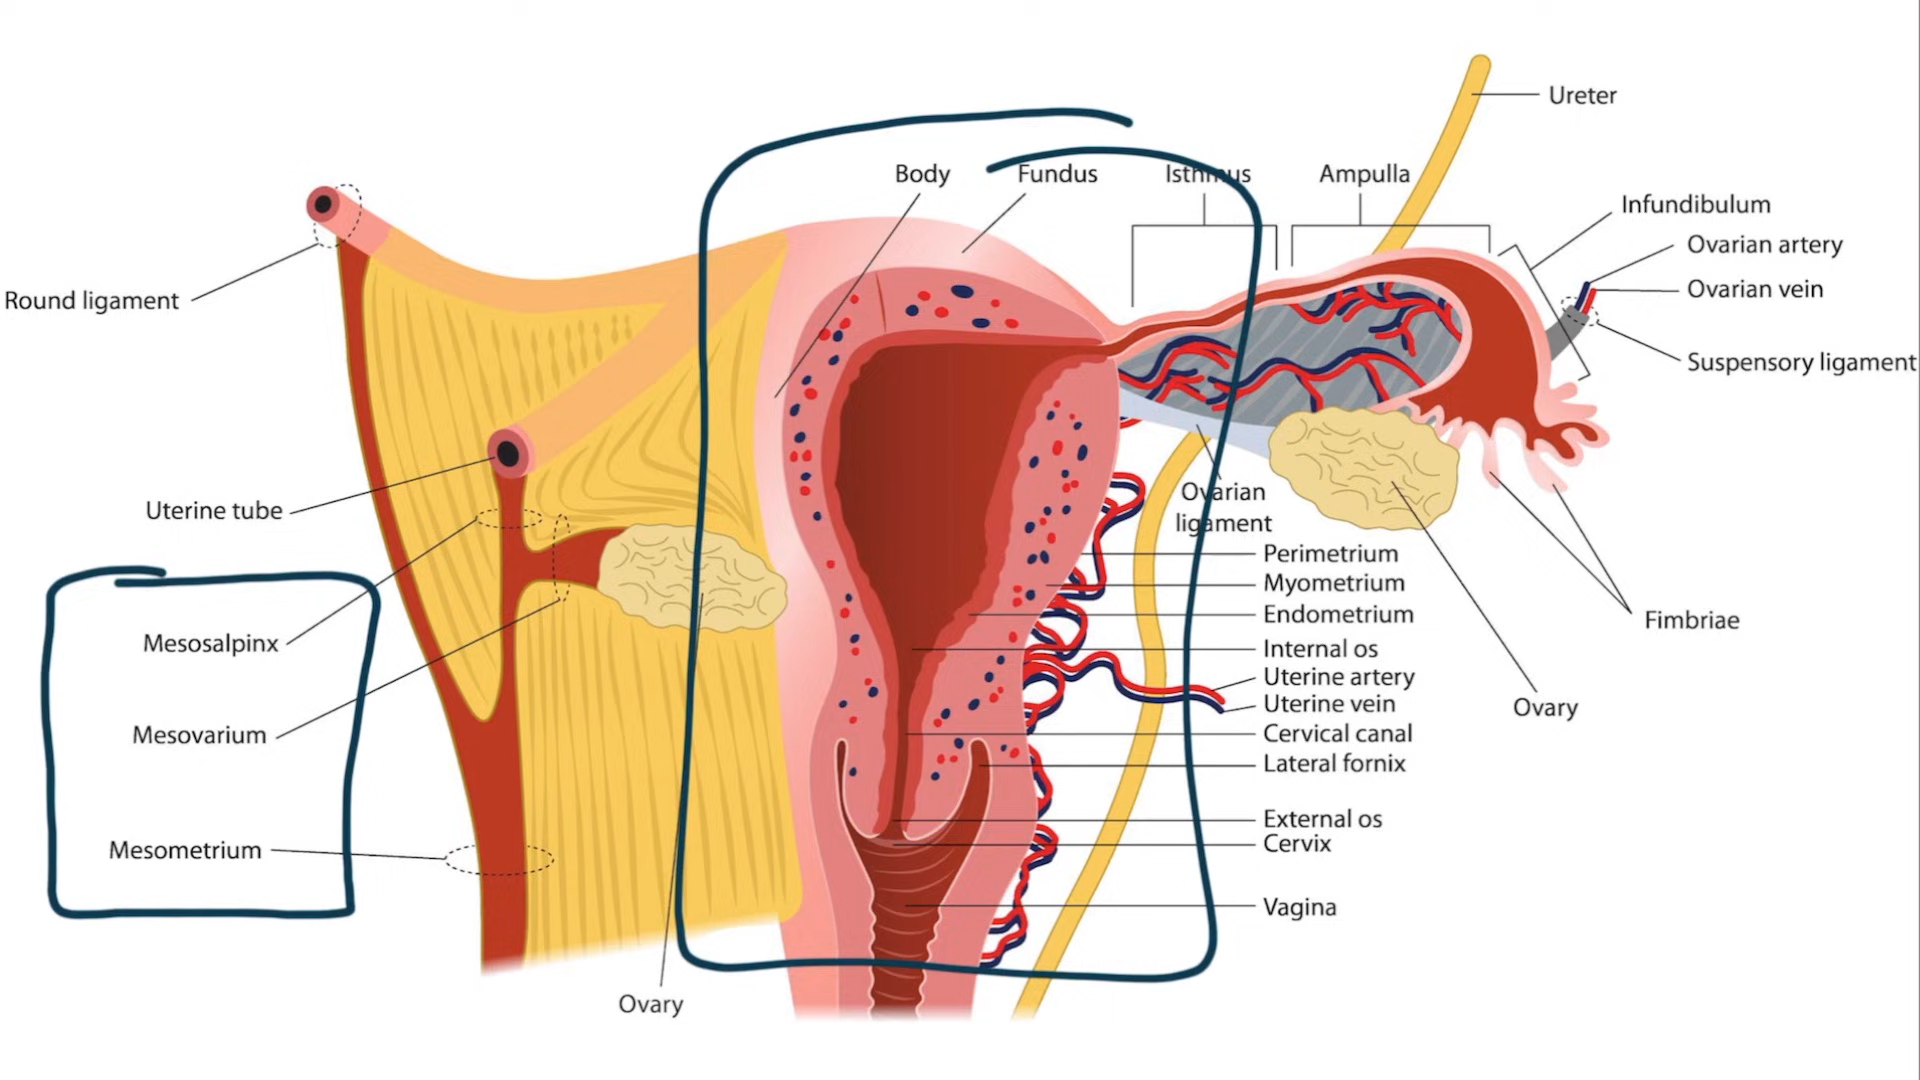 Ureter
Body
Fundus
Isthmus
Ampulla
Infundibulum
Ovarian artery
Ovarian vein
Suspensory ligament
Round ligament
Uterine tube
Mesosalpinx
Mesovarium
Mesometrium
Ovary
Ovarian
ligament
Perimetrium
Myometrium
Endometrium
Internal os
Uterine artery
Uterine vein
Cervical canal
Lateral fornix
External os
Cervix
Vagina
Fimbriae
Ovary